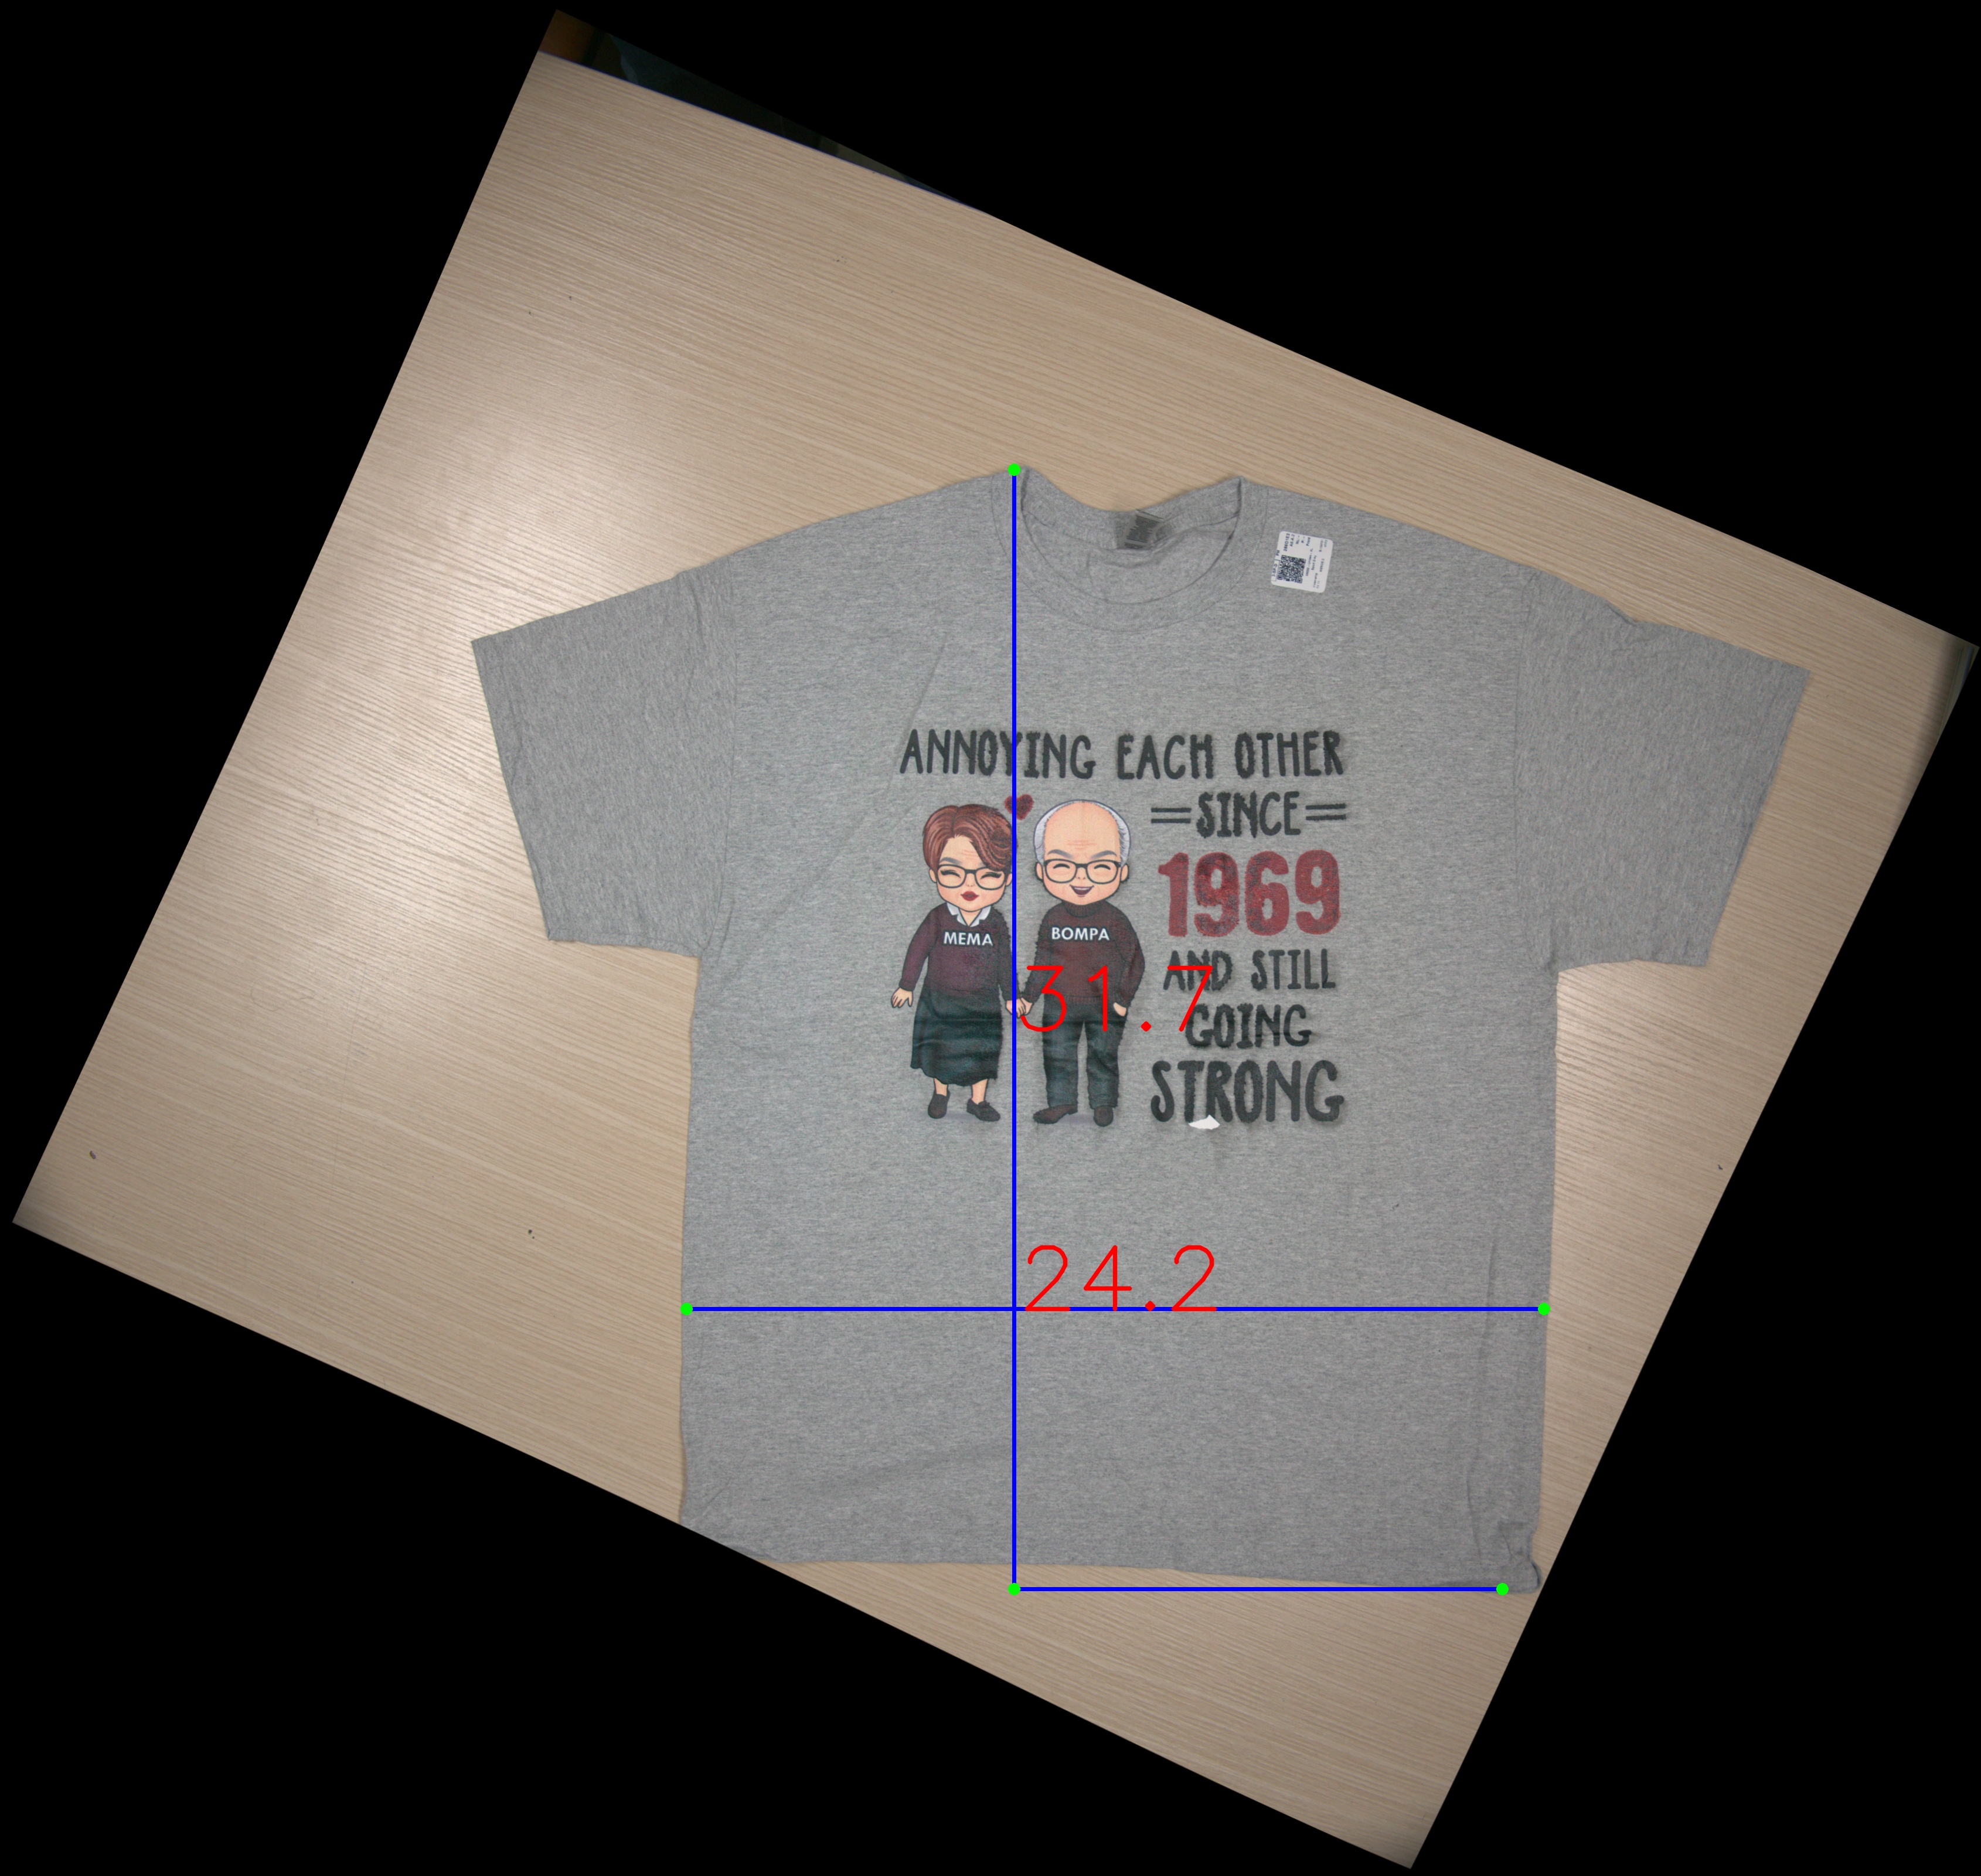 ANNOYING EACH OTHER
=SINCE=
1969
MEMA
BOMPA
AND STILL
31.7
GOING
STRONG
24.2